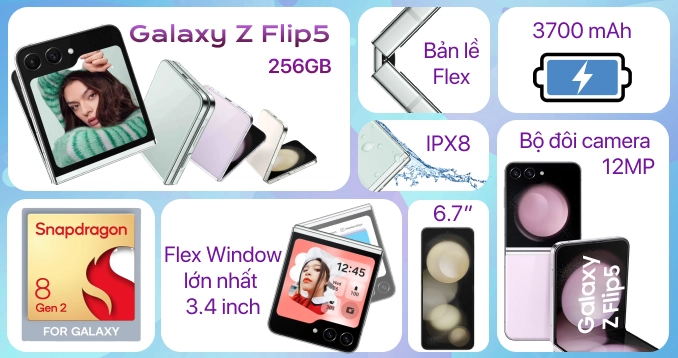 Galaxy Z Flip5
256GB
Bản lề
Flex
3700 mAh
IPX8
Bộ đôi camera
12MP
Snapdragon
8
Gen 2
FOR GALAXY
Flex Window
lớn nhất
3.4 inch
12:45
6.7”
Galaxy
Z Flip5